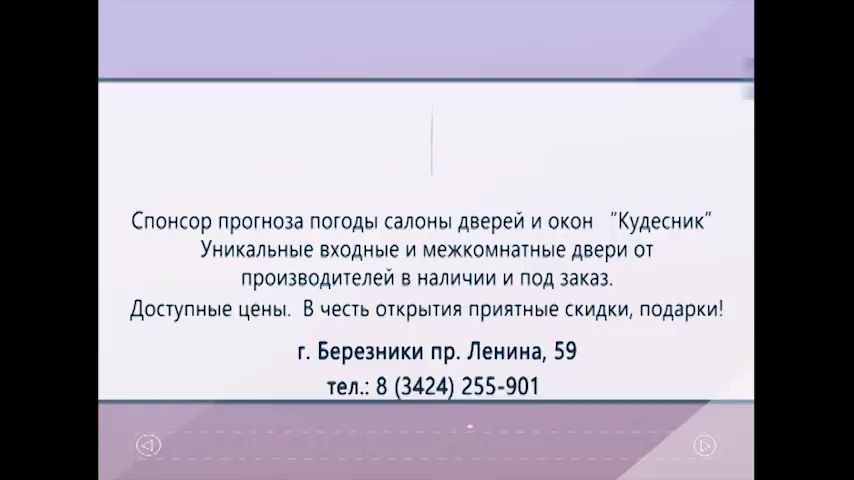 Спонсор прогноза погоды салоны дверей и окон “Кудесник”
Уникальные входные и межкомнатные двери от
производителей в наличии и под заказ.
Доступные цены. В честь открытия приятные скидки, подарки!
г. Березники пр. Ленина, 59
тел.: 8 (3424) 255-901